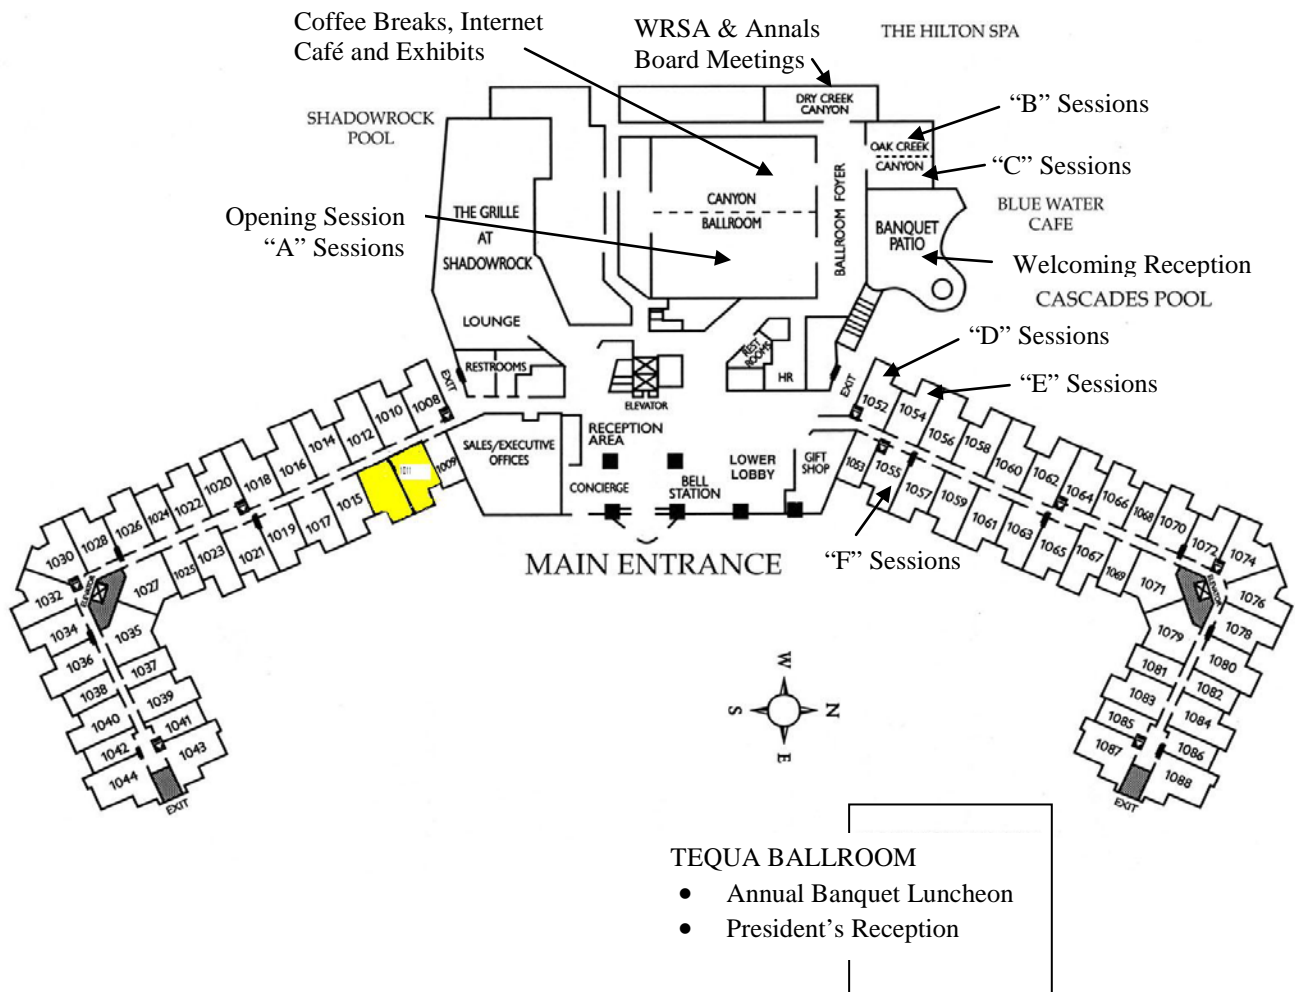 Coffee Breaks, Internet
Café and Exhibits
WRSA & Annals
Board Meetings
THE HILTON SPA
SHADOWROCK
POOL
DRY CREEK
CANYON
“B” Sessions
OAK CREEK
CANYON
“C” Sessions
Opening Session
“A” Sessions
THE GRILLE
AT
SHADOWROCK
CANYON
BALLROOM
BALLROOM FOYER
BANQUET
PATIO
BLUE WATER
CAFE
Welcoming Reception
CASCADES POOL
LOUNGE
RESTROOMS
EXIT
ELEVATOR
REST
ROOMS
HR
EXIT
“D” Sessions
“E” Sessions
SALES/EXECUTIVE
OFFICES
RECEPTION
AREA
CONCIERGE
BELL
STATION
LOWER
LOBBY
GIFT
SHOP
MAIN ENTRANCE
“F” Sessions
1008
1010
1012
1014
1016
1018
1020
1022
1024
1026
1028
1030
1032
1034
1036
1038
1040
1042
1044
1009
1011
1015
1017
1019
1021
1023
1025
1027
1035
1037
1039
1041
1043
ELEVATOR
EXIT
1052
1054
1056
1058
1060
1062
1064
1066
1068
1070
1072
1074
1076
1078
1080
1082
1084
1086
1088
1053
1055
1057
1059
1061
1063
1065
1067
1069
1071
1079
1081
1083
1085
1087
ELEVATOR
EXIT
W
S
N
E
TEQUA BALLROOM
• Annual Banquet Luncheon
• President’s Reception